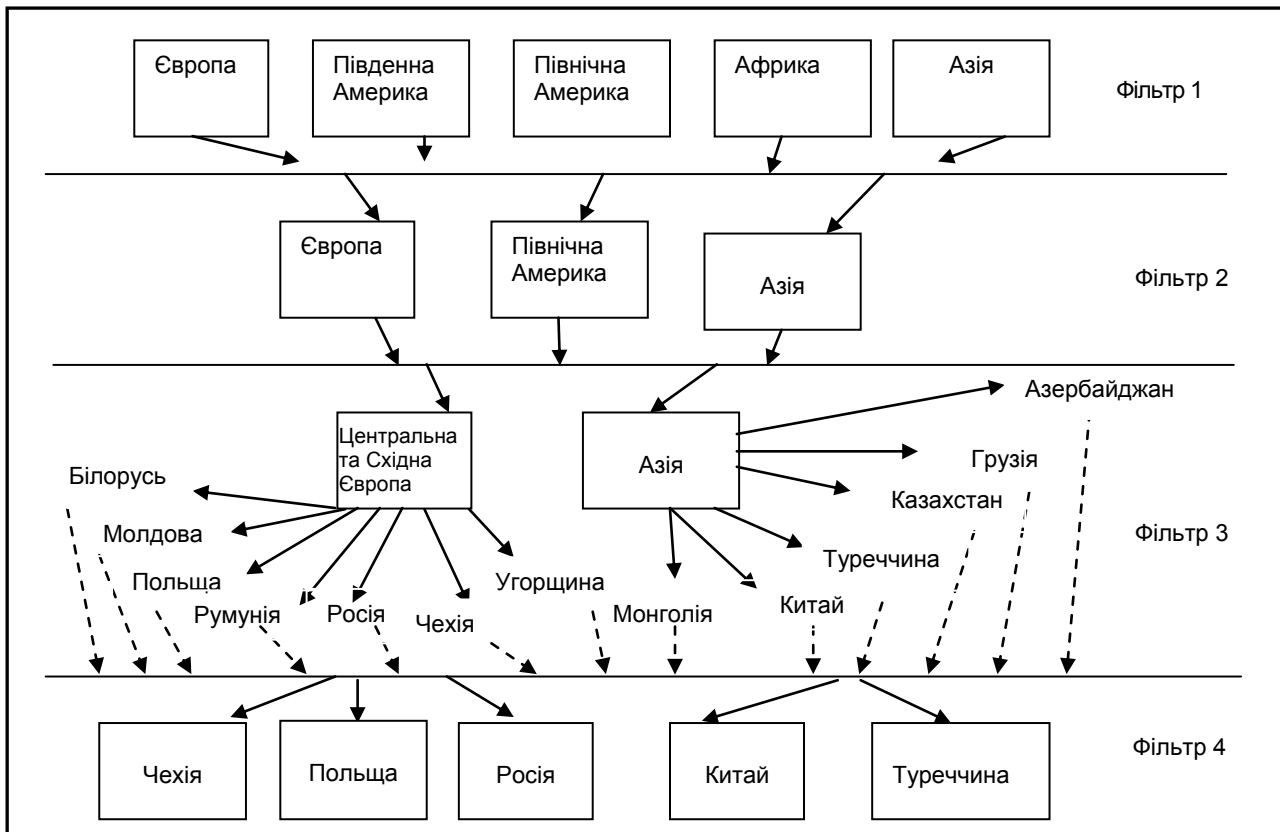 Європа
Південна
Америка
Північна
Америка
Африка
Азія
Фільтр 1
Європа
Північна
Америка
Азія
Фільтр 2
Центральна
та Східна
Європа
Азія
Азербайджан
Грузія
Казахстан
Білорусь
Молдова
Польща
Румунія
Росія
Чехія
Угорщина
Монголія
Китай
Туреччина
Фільтр 3
Чехія
Польща
Росія
Китай
Туреччина
Фільтр 4